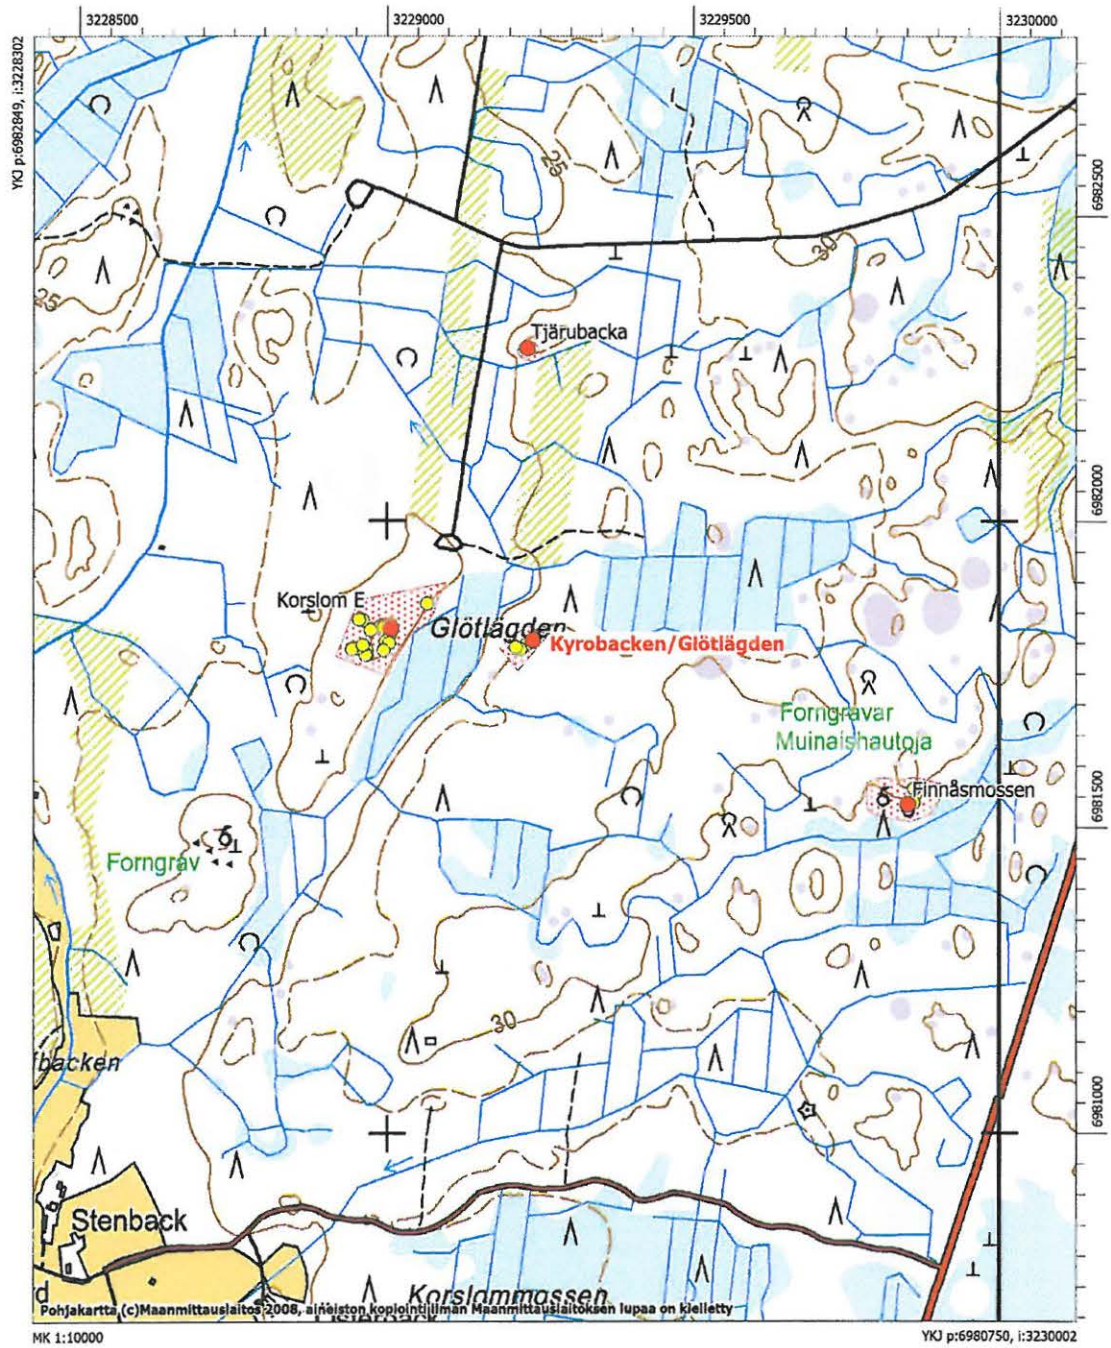 3228500
3229000
3229500
3230000
YKJ p:6982849, i:3228302
6982500
6982000
6981500
6981000
25
30
25
Tjärubacka
Korslom E
Glötlägden
Kyrobacken/Glötlägden
Forngravar
Muinaishautoja
Finnåsmossen
6
6
Forngrav
30
Stenback
Korslommossen
d
Pohjakartta (c)Maanmittauslaitos 2008, aineiston kopiointi ilman Maanmittauslaitoksen lupaa on kielletty
MK 1:10000
YKJ p:6980750, i:3230002